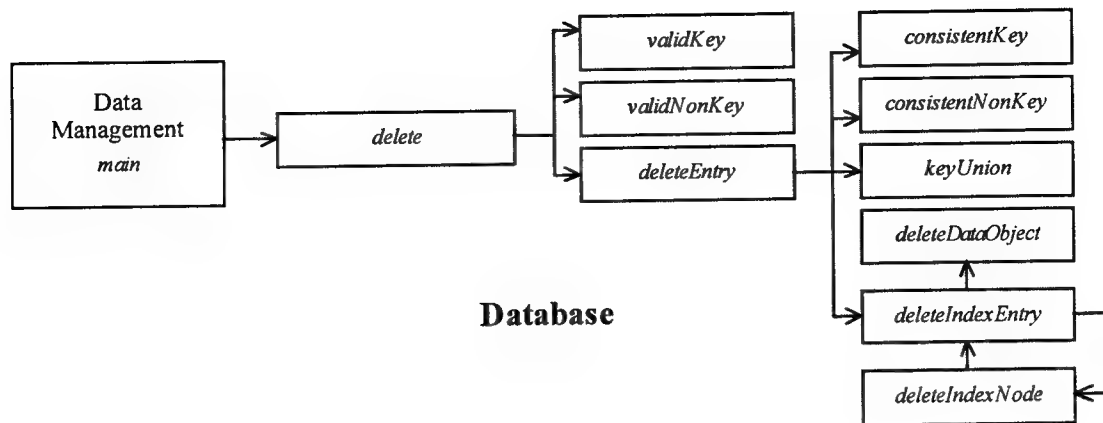 Data
Management
main
delete
validKey
validNonKey
deleteEntry
consistentKey
consistentNonKey
keyUnion
deleteDataObject
deleteIndexEntry
deleteIndexNode
Database